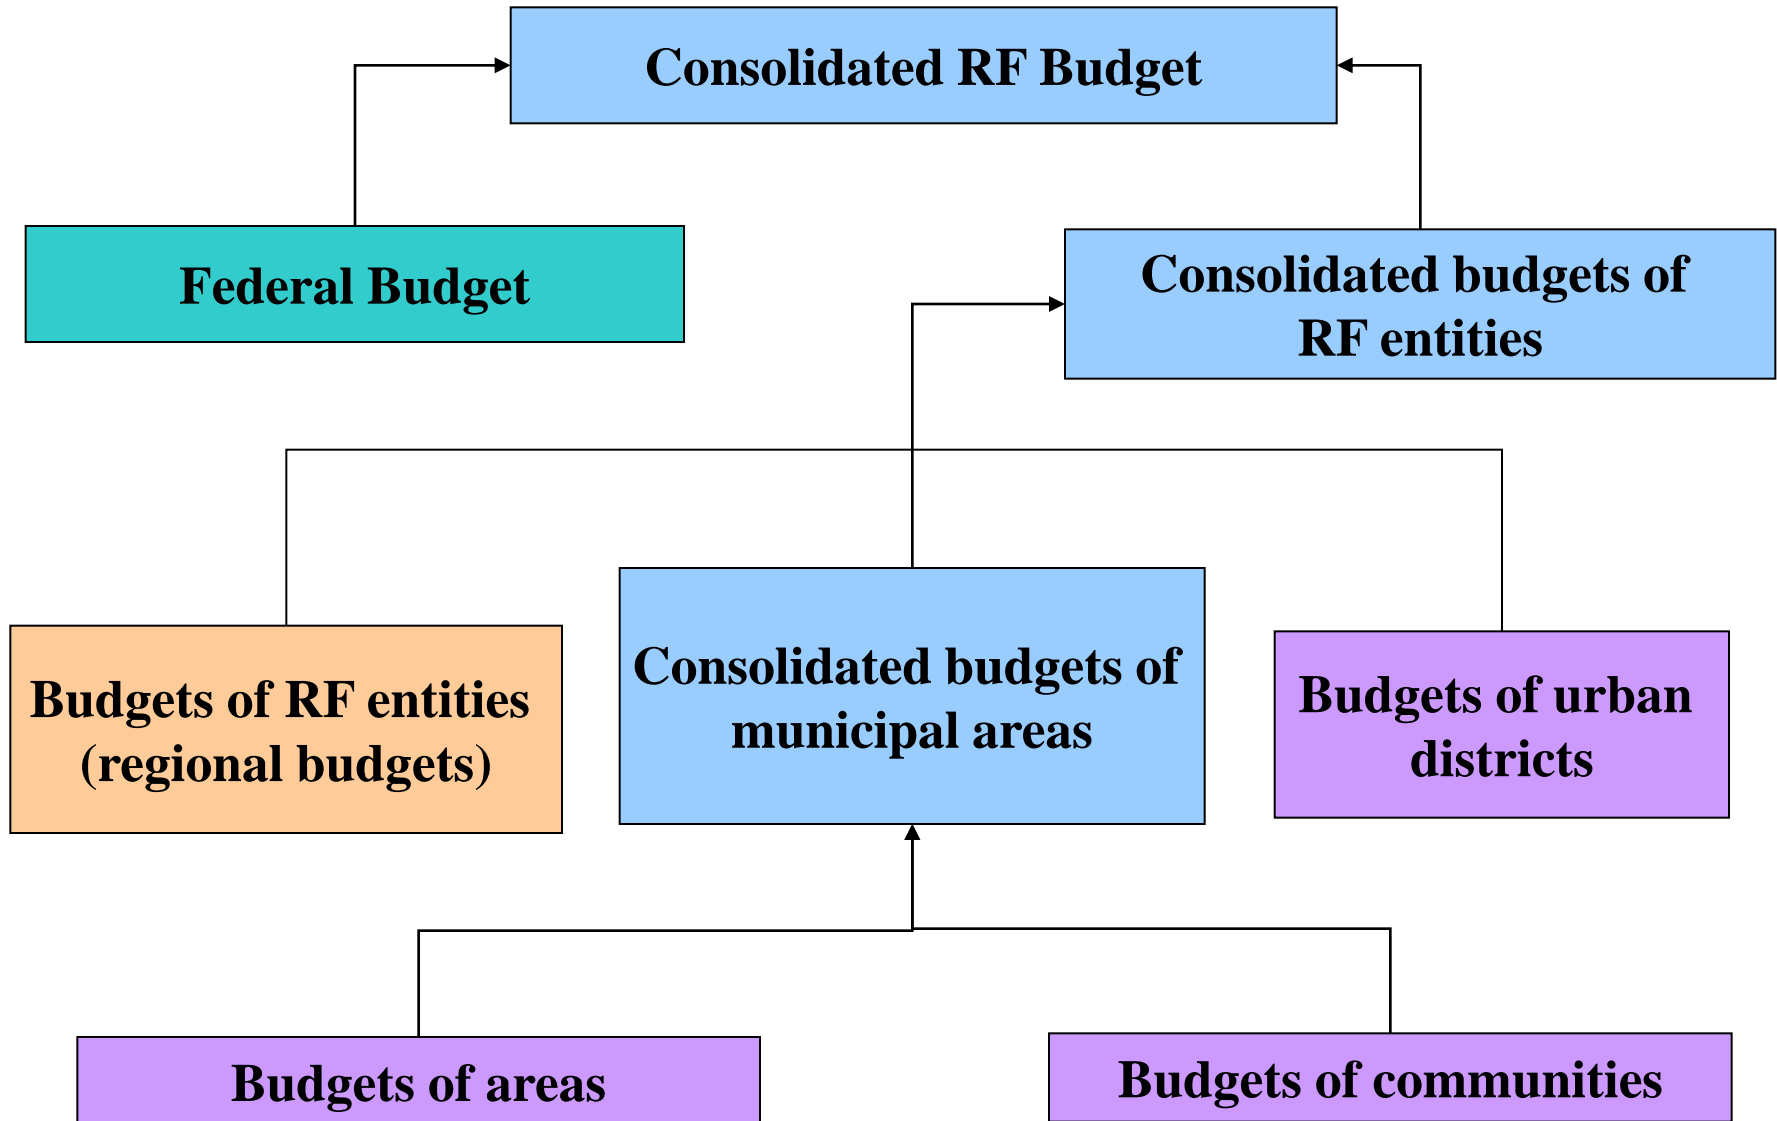 Consolidated RF Budget
Federal Budget
Consolidated budgets of
RF entities
Budgets of RF entities
(regional budgets)
Consolidated budgets of
municipal areas
Budgets of urban
districts
Budgets of areas
Budgets of communities